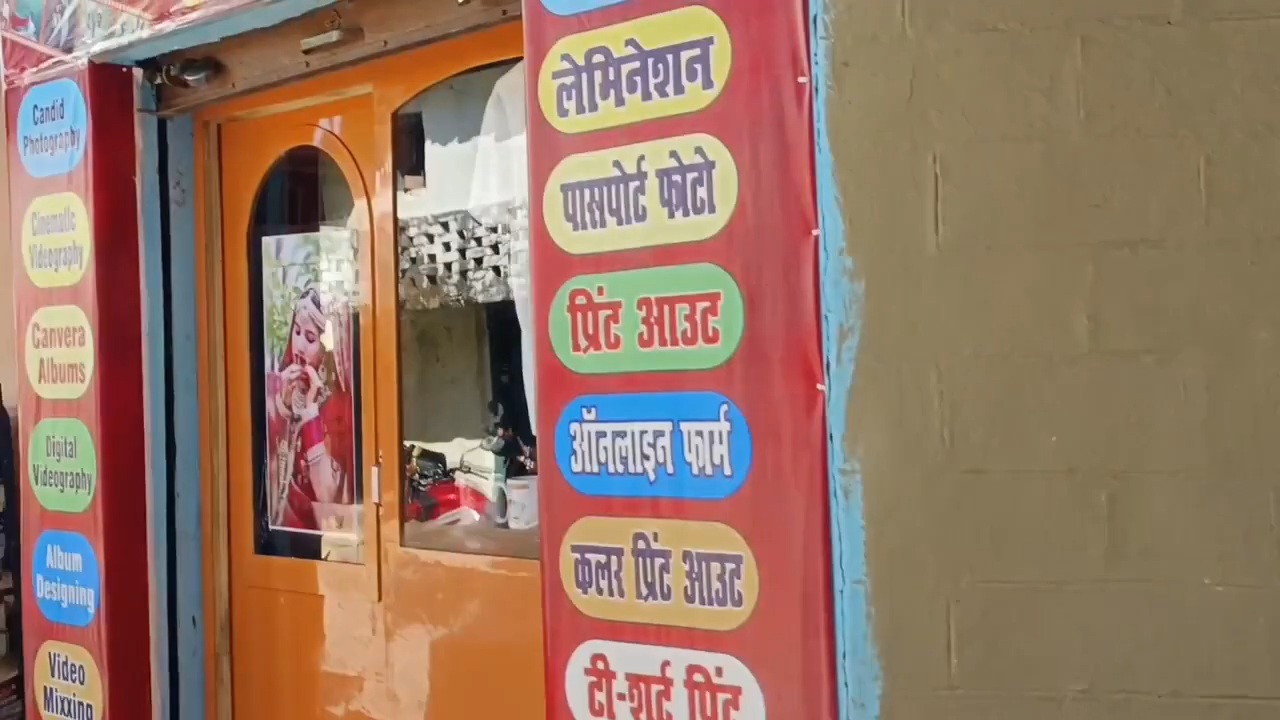 Candid
Photography
Cinematic
Videography
Canvera
Albums
Digital
Videography
Album
Designing
Video
Mixxing
लेमिनेशन
पासपोर्ट फोटो
प्रिंट आउट
ऑनलाइन फार्म
कलर प्रिंट आउट
टी-शर्ट प्रिंट